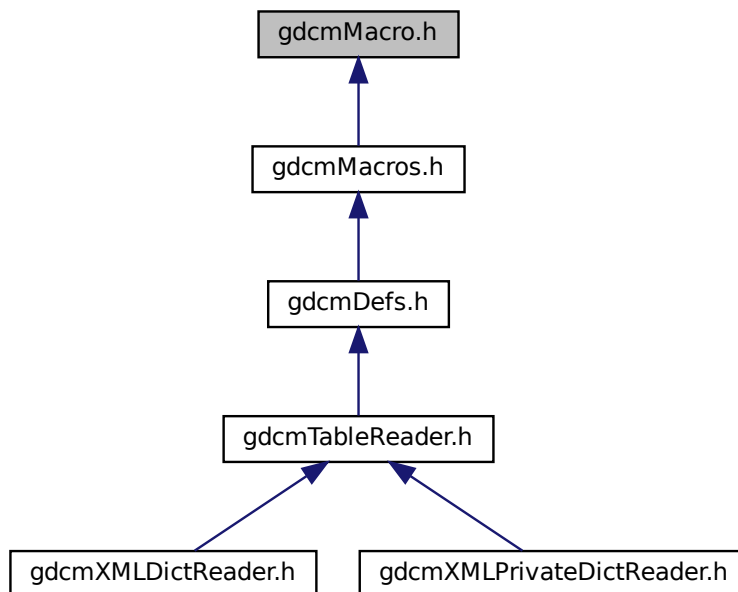 gdcmMacro.h
gdcmMacros.h
gdcmDefs.h
gdcmTableReader.h
gdcmXMLDictReader.h
gdcmXMLPrivateDictReader.h